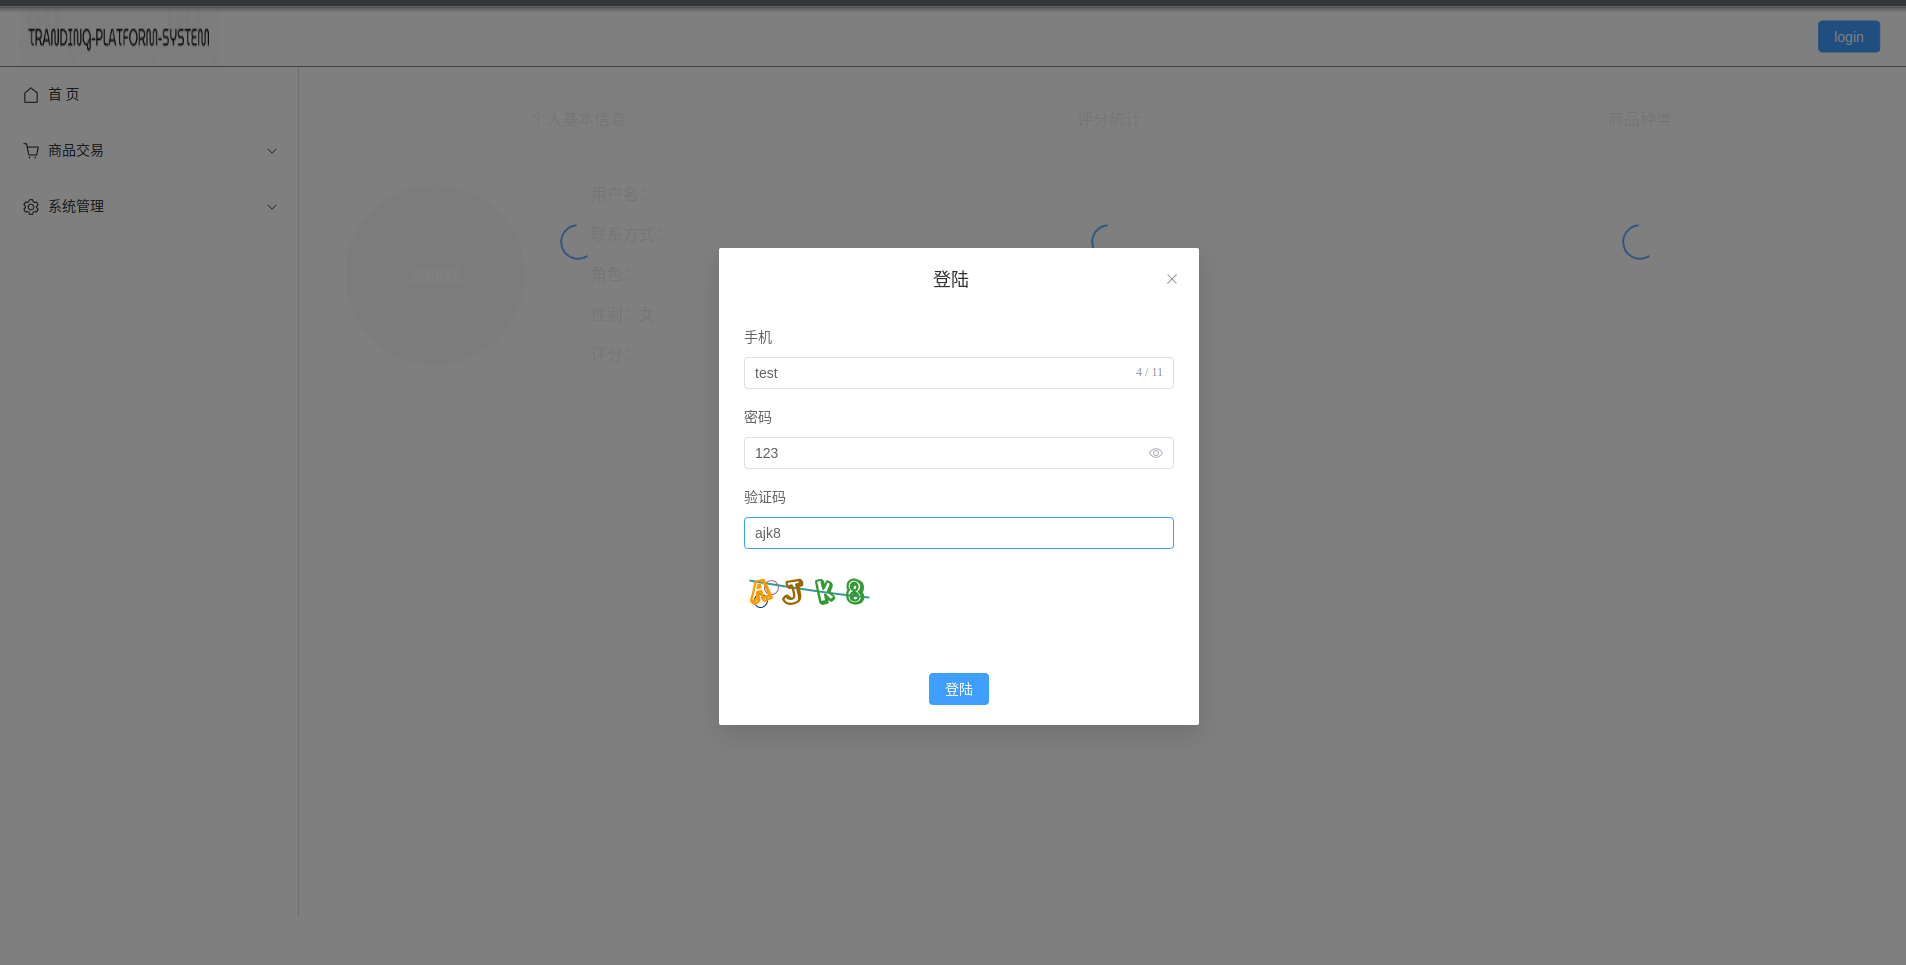 TRANDING-PLATFORM-SYSTEM
login
首 页
商品交易
系统管理
个人基本信息
评分统计
商品种类
用户名：
联系方式：
角色：
性别：女
评分：
登陆
手机
test
4 / 11
密码
123
验证码
ajk8
AJK8
登陆